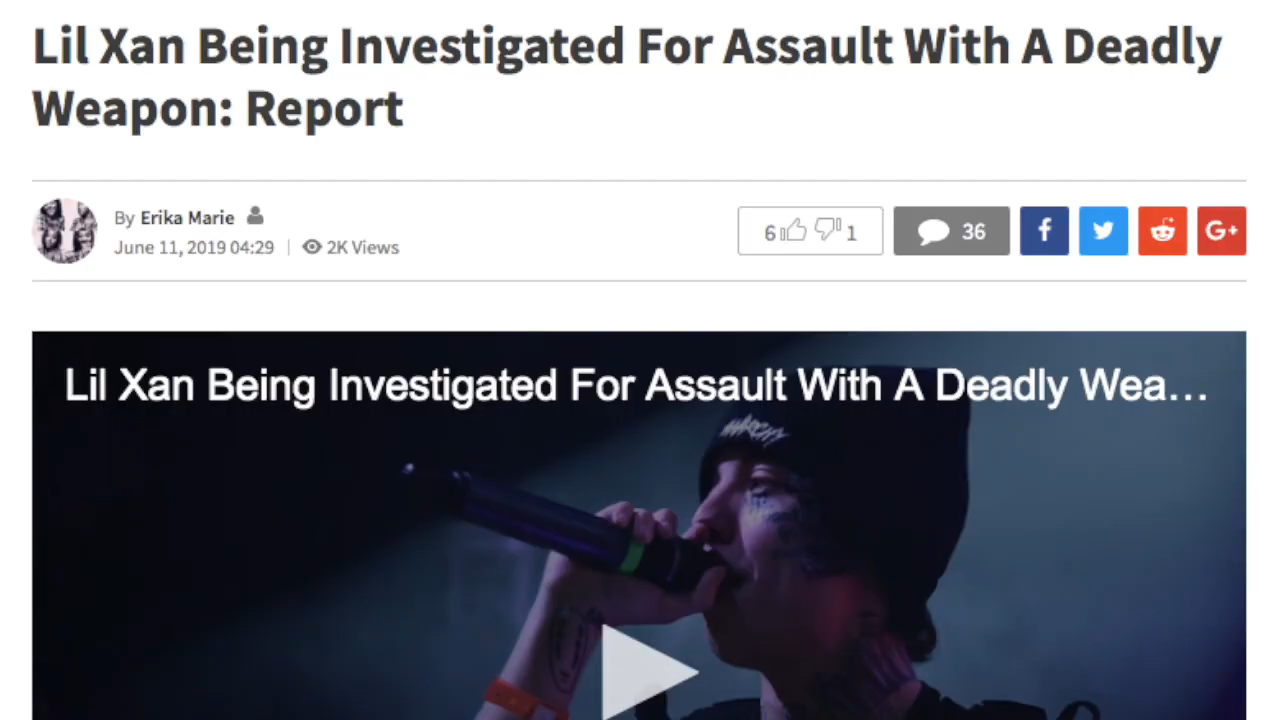 Lil Xan Being Investigated For Assault With A Deadly
Weapon: Report
By Erika Marie
June 11, 2019 04:29 | 2K Views
6 1
36
f
G+
Lil Xan Being Investigated For Assault With A Deadly Wea...